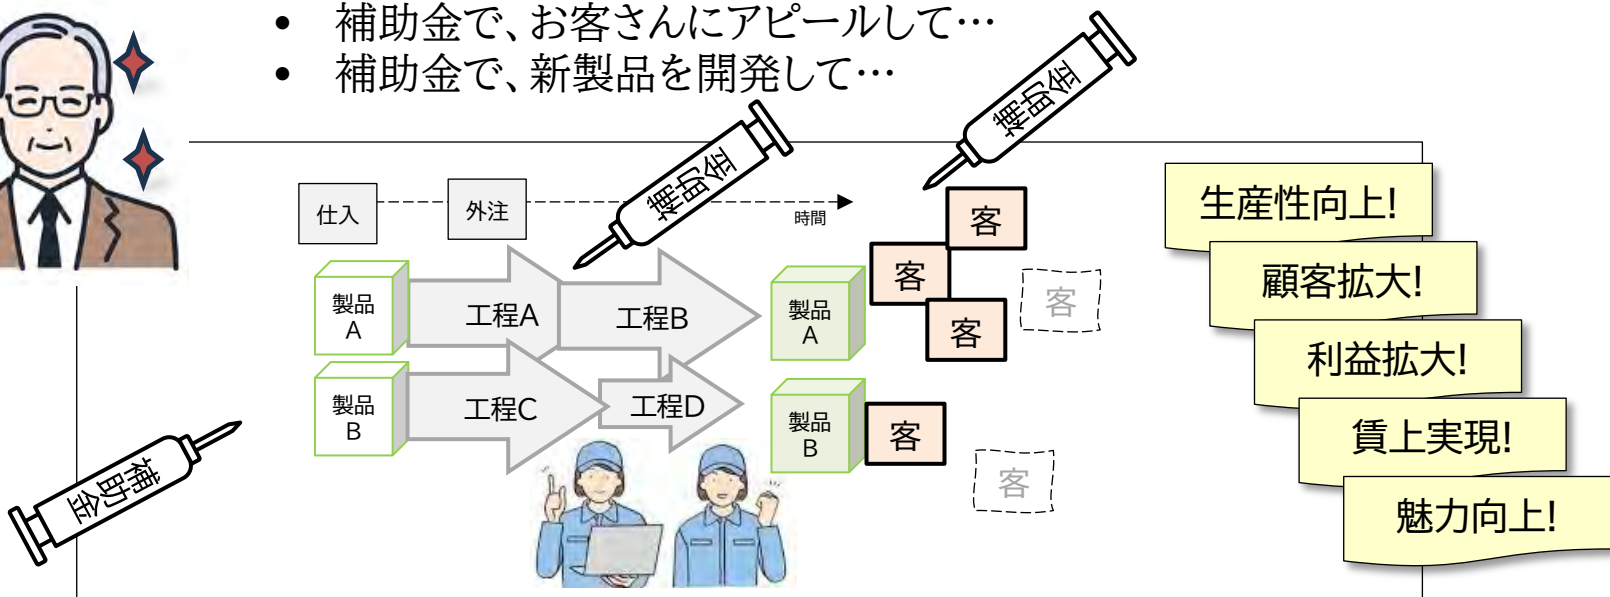 • 補助金で、お客さんにアピールして…
• 補助金で、新製品を開発して…
補助金
補助金
補助金
仕入
外注
時間
製品
A
工程A
工程B
製品
A
客
客
客
客
製品
B
工程C
工程D
製品
B
客
客
生産性向上!
顧客拡大!
利益拡大!
賃上実現!
魅力向上!